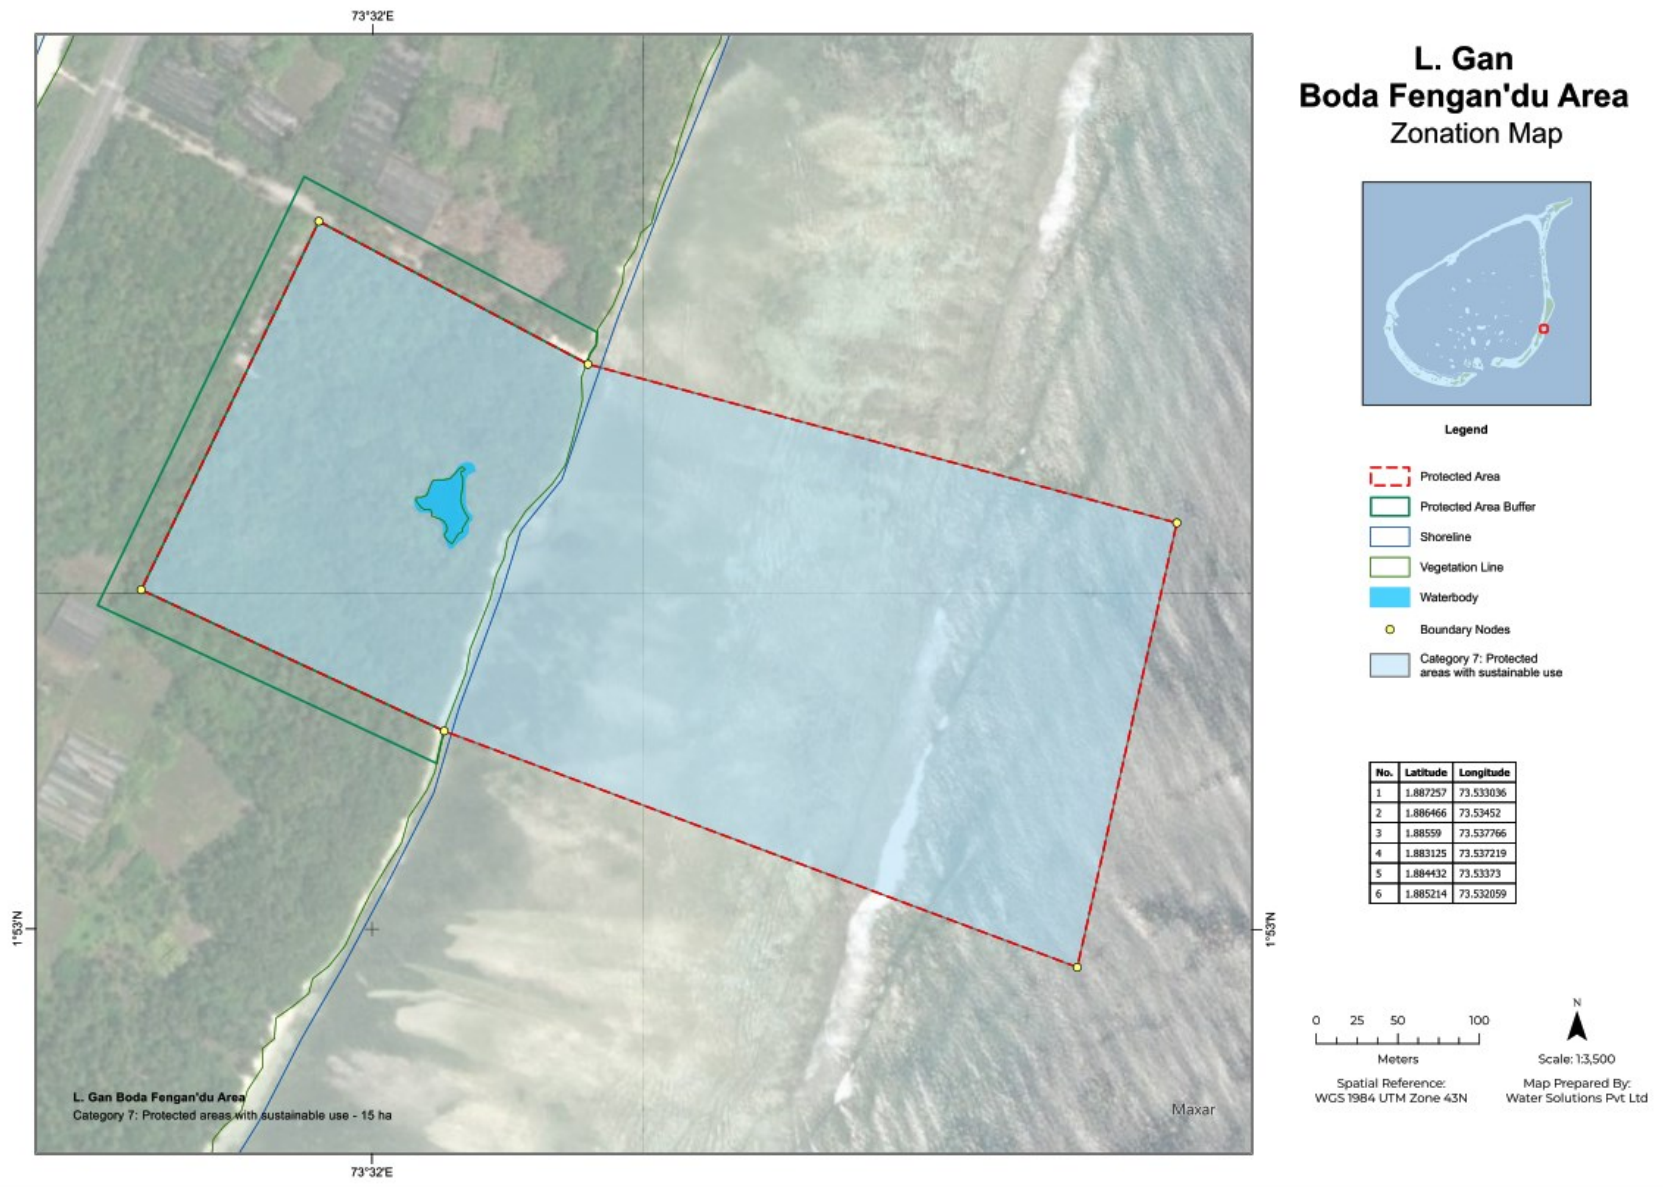 73°32'E
L. Gan
Boda Fengan'du Area
Zonation Map
Legend
Protected Area
Protected Area Buffer
Shoreline
Vegetation Line
Waterbody
Boundary Nodes
Category 7: Protected
areas with sustainable use
No. Latitude Longitude
1 1.887257 73.533036
2 1.886466 73.53452
3 1.88559 73.537766
4 1.883125 73.537219
5 1.884432 73.53373
6 1.885214 73.532059
1°53'N
1°53'N
0 25 50 100
Meters
N
Scale: 1:3,500
Spatial Reference:
WGS 1984 UTM Zone 43N
Map Prepared By:
Water Solutions Pvt Ltd
L. Gan Boda Fengan'du Area
Category 7: Protected areas with sustainable use - 15 ha
Maxar
73°32'E